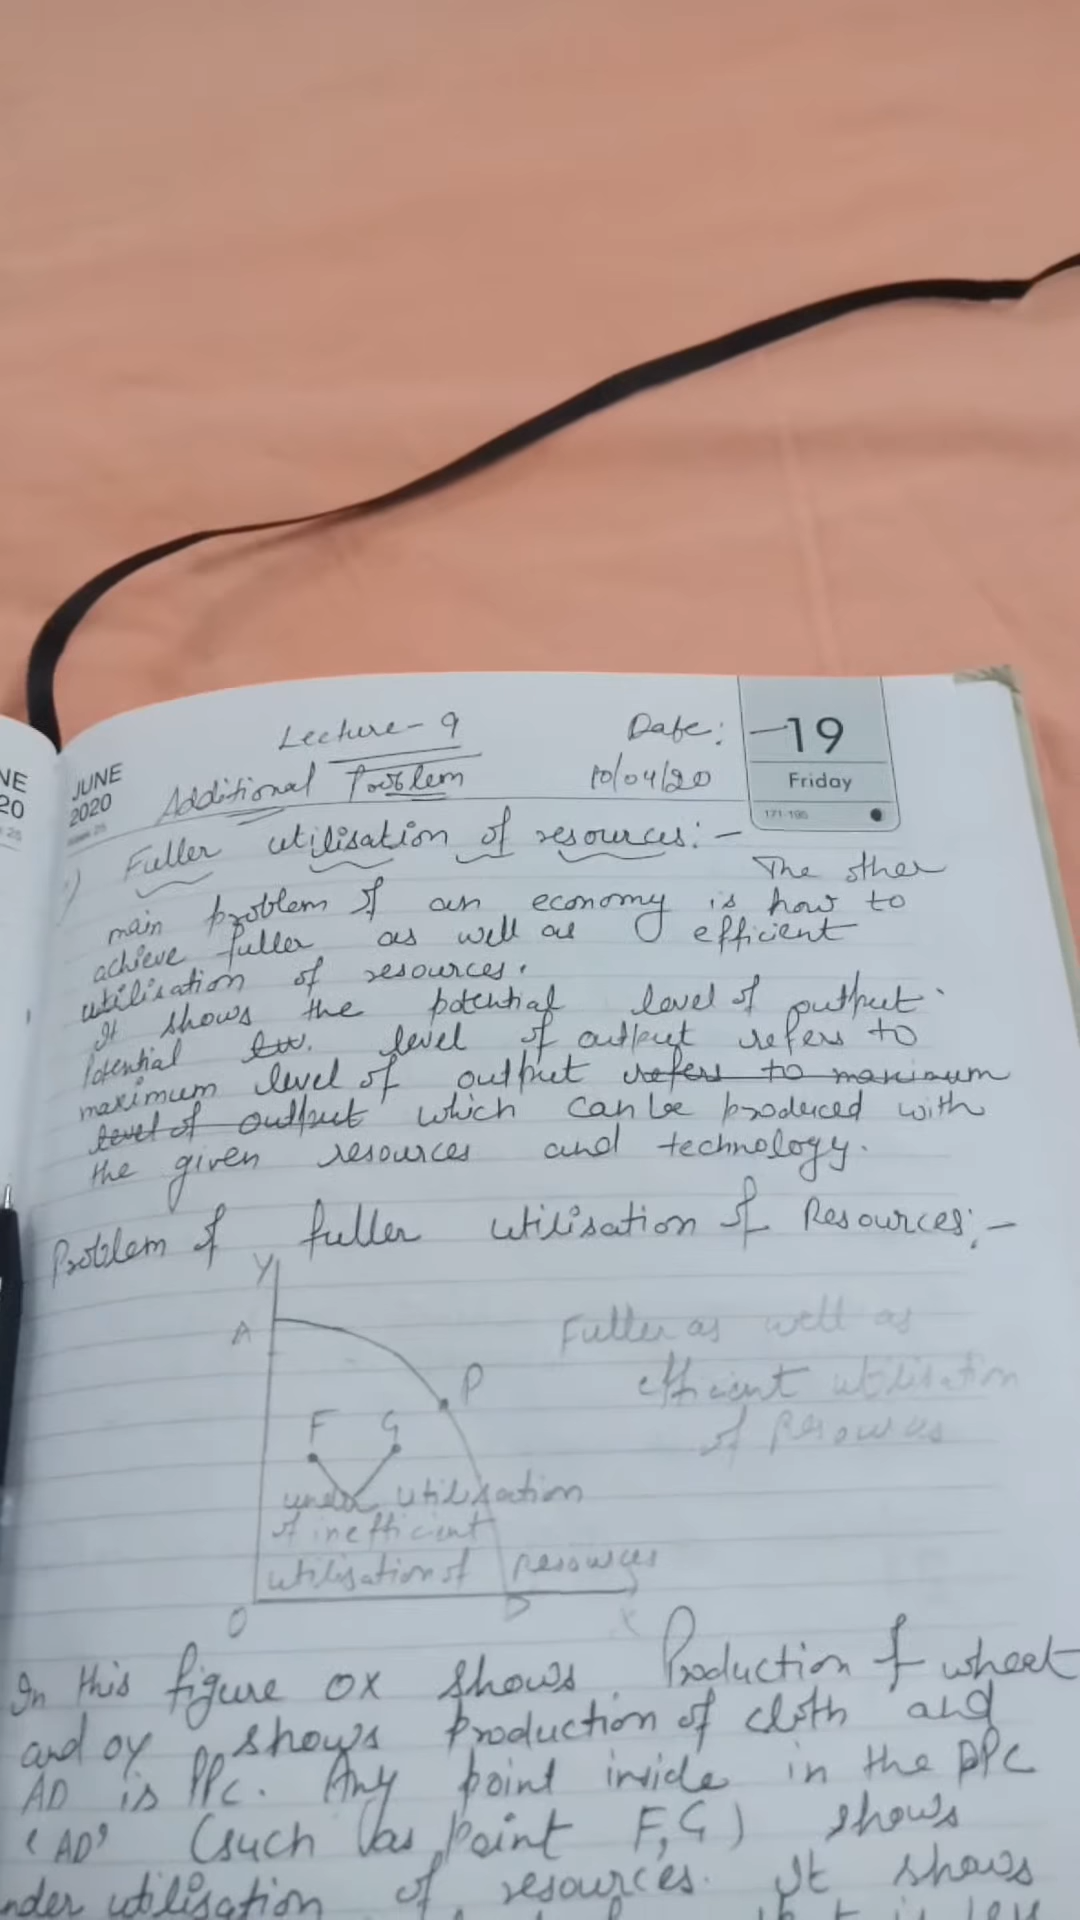 Lecture-9
Date:
19
NE
20
JUNE
2020
Additional Problem
10/04/20
Friday
1) Fuller utilisation of resources:-
The other
main problem of an economy is how to
achieve fuller as well as efficient
utilisation of resources.
It shows the potential level of output.
Potential level of output refers to
maximum level of output refers to maximum
level of output which can be produced with
the given resources and technology.
Problem of fuller utilisation of Resources:-
Y
A
Fuller as well as
P
efficient utilisation
F G
of Resources
under utilisation
of inefficient
utilisation of resources
O D X
In this figure OX shows Production of wheat
and oy shows production of cloth and
AD is PPC. Any point inside in the PPC
'AD' (such as point F,G) shows
nder utilisation of resources. It shows